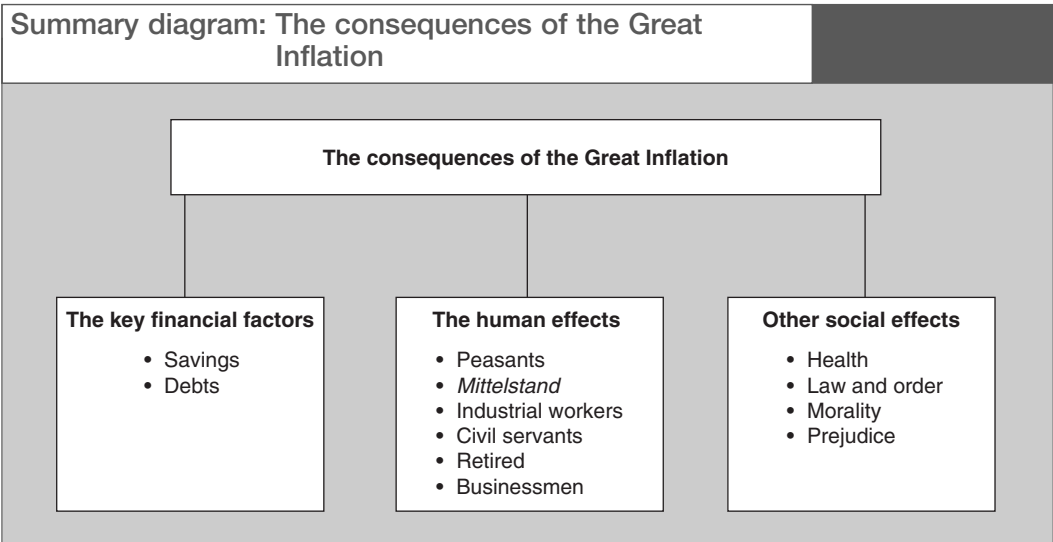 Summary diagram: The consequences of the Great
Inflation
The consequences of the Great Inflation
The key financial factors
• Savings
• Debts
The human effects
• Peasants
• Mittelstand
• Industrial workers
• Civil servants
• Retired
• Businessmen
Other social effects
• Health
• Law and order
• Morality
• Prejudice